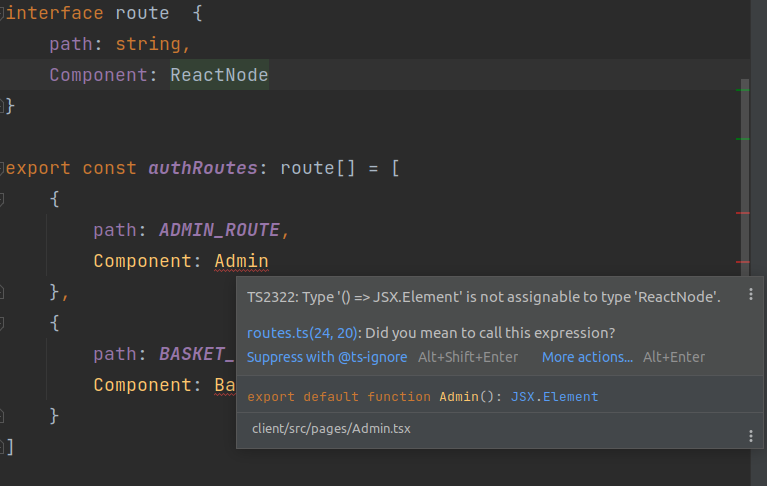 interface route  {
    path: string,
    Component: ReactNode
}
export const authRoutes: route[] = [
    {
        path: ADMIN_ROUTE,
        Component: Admin
    },
    {
        path: BASKET_
        Component: Ba
    }
]
TS2322: Type '() => JSX.Element' is not assignable to type 'ReactNode'.
routes.ts(24, 20): Did you mean to call this expression?
Suppress with @ts-ignore Alt+Shift+Enter More actions... Alt+Enter
export default function Admin(): JSX.Element
client/src/pages/Admin.tsx